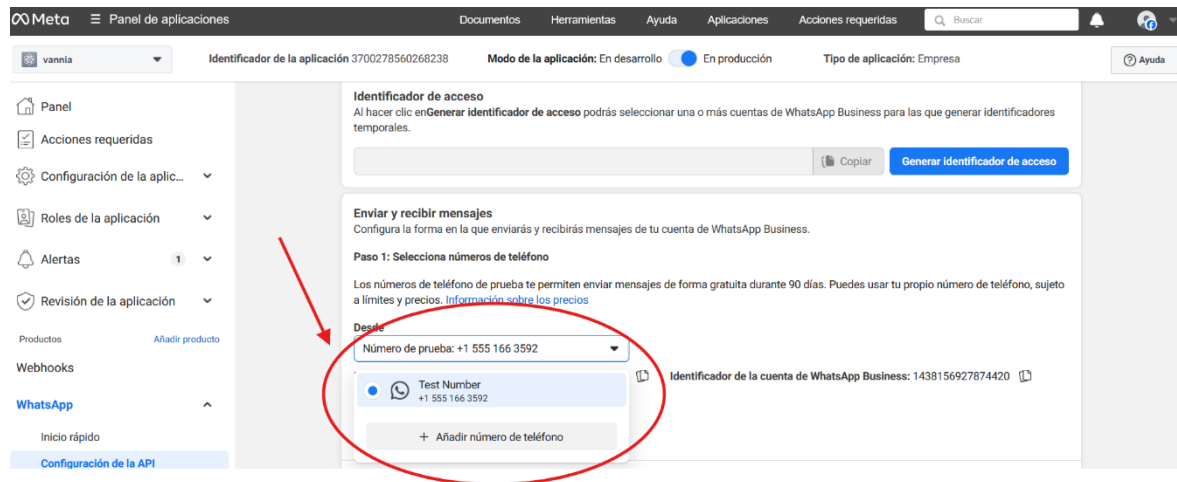 Meta
Panel de aplicaciones
Documentos
Herramientas
Ayuda
Aplicaciones
Acciones requeridas
Buscar
vannia
Identificador de la aplicación 3700278560268238
Modo de la aplicación: En desarrollo
En producción
Tipo de aplicación: Empresa
Ayuda
Panel
Acciones requeridas
Configuración de la aplic...
Roles de la aplicación
Alertas
1
Revisión de la aplicación
Productos
Añadir producto
Webhooks
WhatsApp
Inicio rápido
Configuración de la API
Identificador de acceso
Al hacer clic enGenerar identificador de acceso podrás seleccionar una o más cuentas de WhatsApp Business para las que generar identificadores
temporales.
Copiar
Generar identificador de acceso
Enviar y recibir mensajes
Configura la forma en la que enviarás y recibirás mensajes de tu cuenta de WhatsApp Business.
Paso 1: Selecciona números de teléfono
Los números de teléfono de prueba te permiten enviar mensajes de forma gratuita durante 90 días. Puedes usar tu propio número de teléfono, sujeto
a límites y precios. Información sobre los precios
Desde
Número de prueba: +1 555 166 3592
Test Number
+1 555 166 3592
Identificador de la cuenta de WhatsApp Business: 1438156927874420
+ Añadir número de teléfono